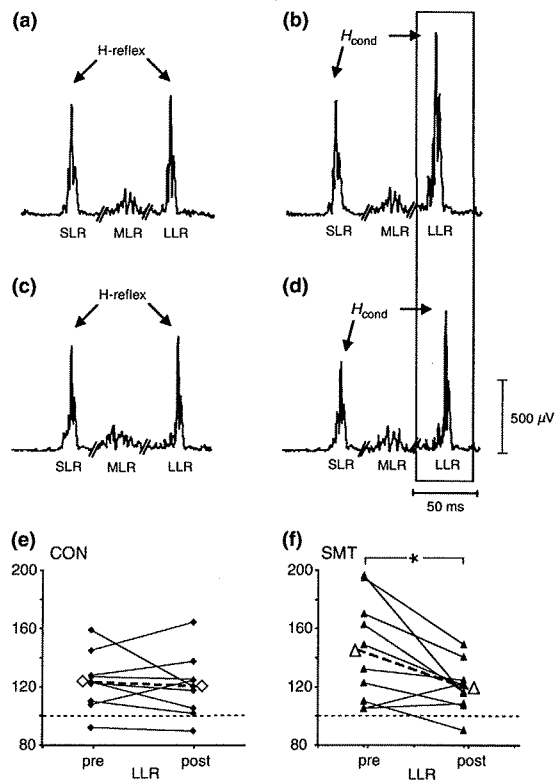 (a)
H-reflex
SLR MLR LLR
(b)
Hcond
SLR MLR LLR
(c)
H-reflex
SLR MLR LLR
(d)
Hcond
SLR MLR LLR
500 µV
50 ms
(e) CON
200
160
120
80
pre post
LLR
(f) SMT
*
200
160
120
80
pre post
LLR